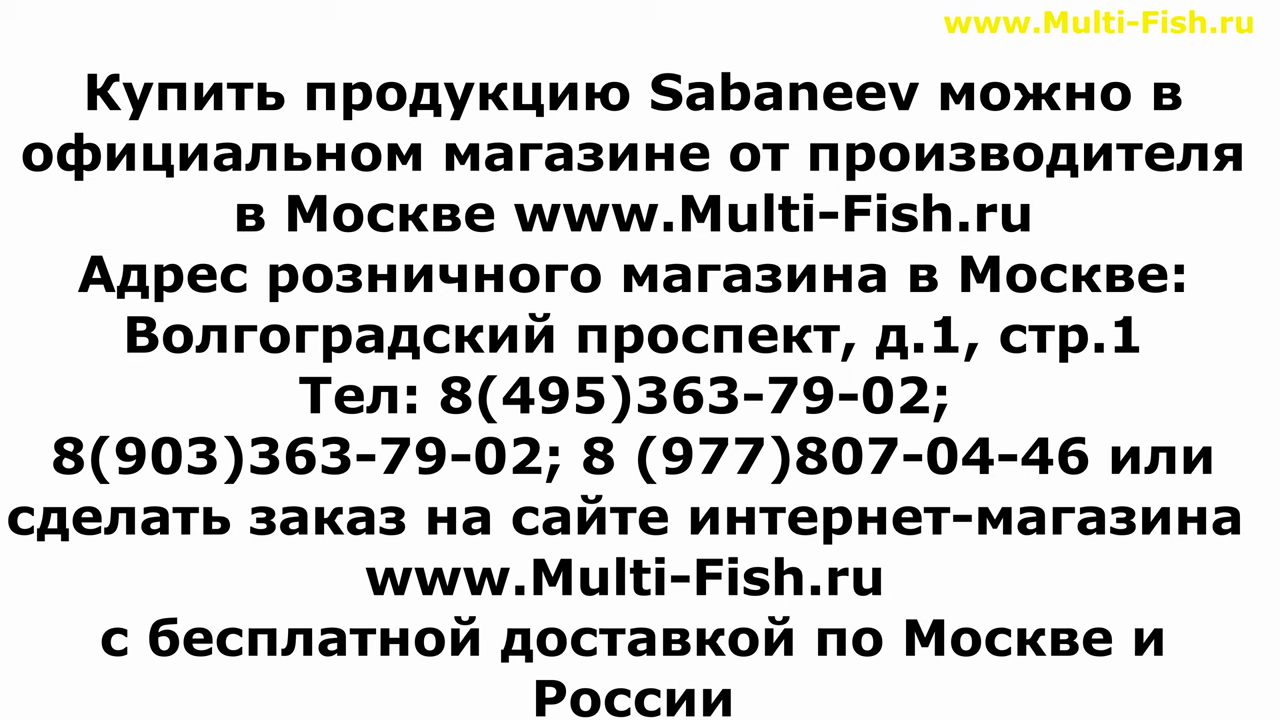 www.Multi-Fish.ru
Купить продукцию Sabaneev можно в
официальном магазине от производителя
в Москве www.Multi-Fish.ru
Адрес розничного магазина в Москве:
Волгоградский проспект, д.1, стр.1
Тел: 8(495)363-79-02;
8(903)363-79-02; 8 (977)807-04-46 или
сделать заказ на сайте интернет-магазина
www.Multi-Fish.ru
с бесплатной доставкой по Москве и
России